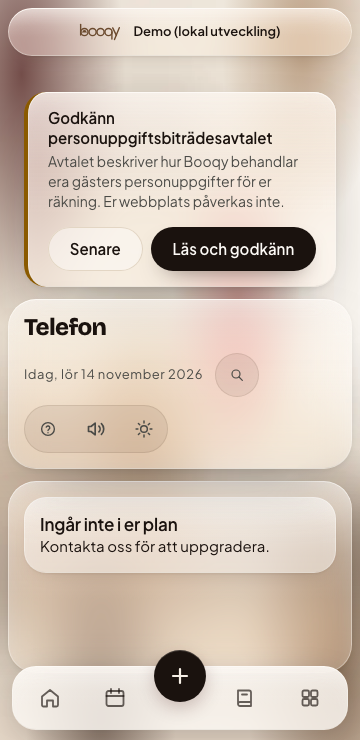 booqy Demo (lokal utveckling)
Godkänn
personuppgiftsbiträdesavtalet
Avtalet beskriver hur Booqy behandlar
era gästers personuppgifter för er
räkning. Er webbplats påverkas inte.
Senare Läs och godkänn
Telefon
Idag, lör 14 november 2026
Ingår inte i er plan
Kontakta oss för att uppgradera.